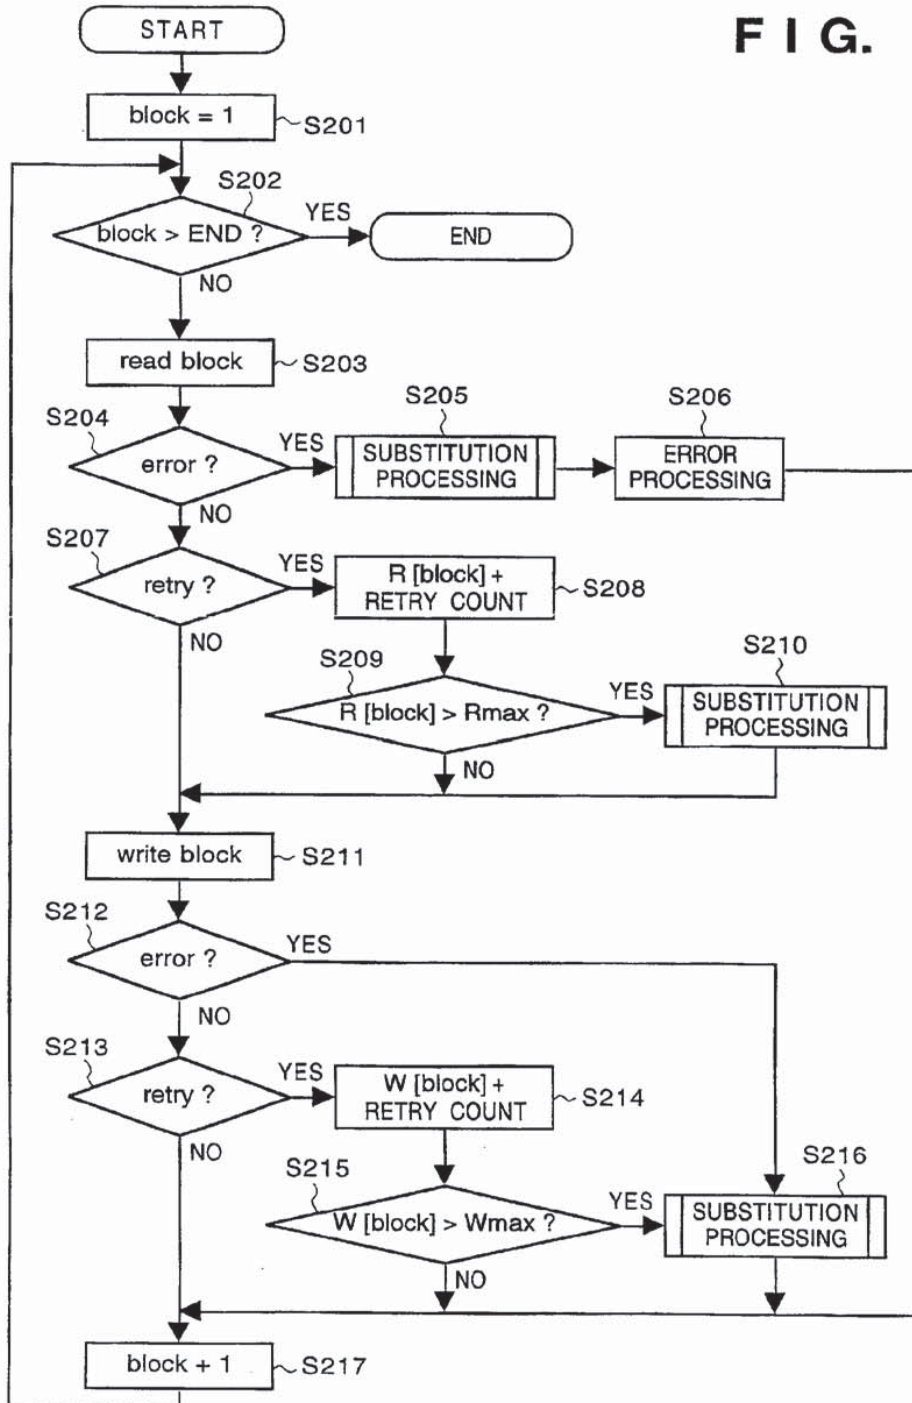 START
FIG.
block = 1
S201
S202
block > END ?
YES
END
NO
read block
S203
S204
error ?
YES
S205
SUBSTITUTION
PROCESSING
S206
ERROR
PROCESSING
NO
S207
retry ?
YES
R [block] +
RETRY COUNT
S208
NO
S209
R [block] > Rmax ?
YES
S210
SUBSTITUTION
PROCESSING
NO
write block
S211
S212
error ?
YES
NO
S213
retry ?
YES
W [block] +
RETRY COUNT
S214
NO
S215
W [block] > Wmax ?
YES
S216
SUBSTITUTION
PROCESSING
NO
block + 1
S217